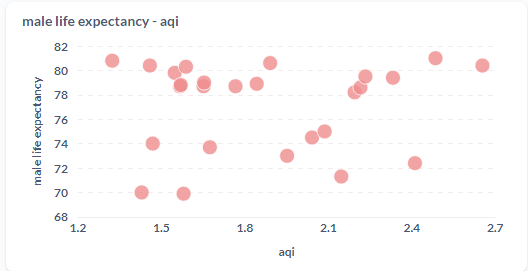 male life expectancy - aqi
82
80
78
76
74
72
70
68
male life expectancy
1.2 1.5 1.8 2.1 2.4 2.7
aqi